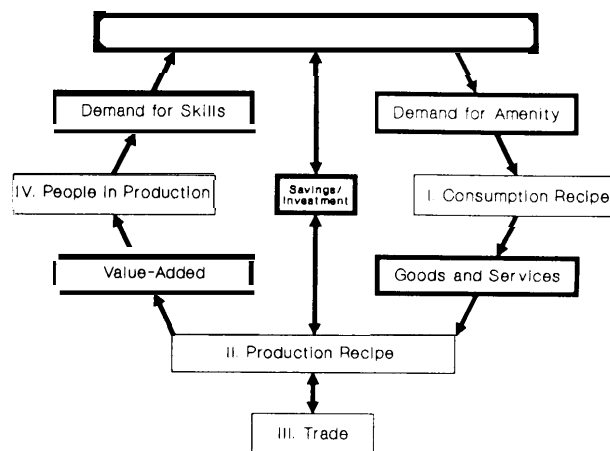 Demand for Skills
Demand for Amenity
IV. People in Production
Savings/
Investment
I. Consumption Recipe
Value-Added
Goods and Services
II. Production Recipe
III. Trade